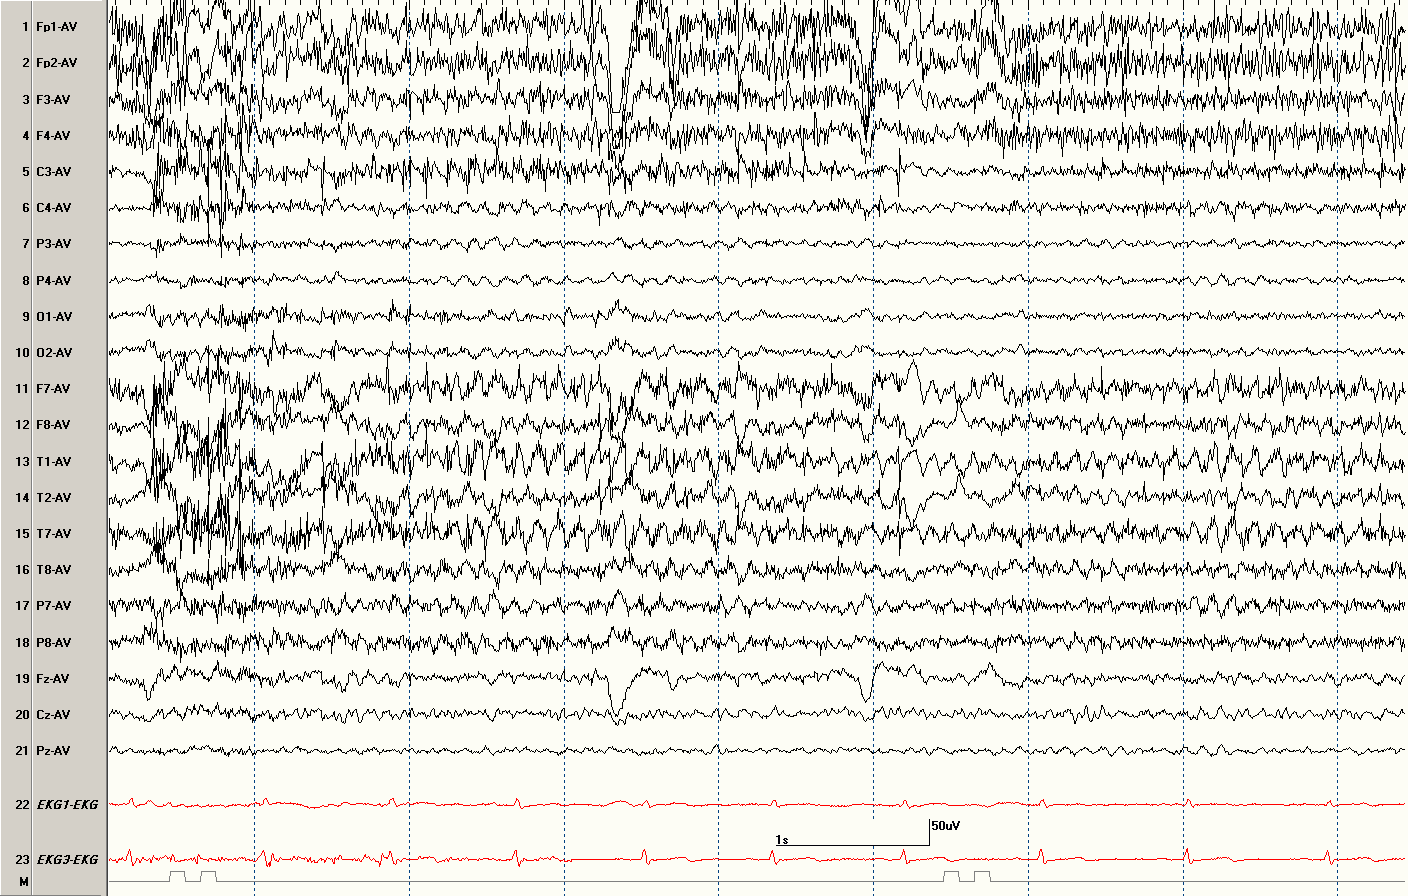 1 Fp1-AV
2 Fp2-AV
3 F3-AV
4 F4-AV
5 C3-AV
6 C4-AV
7 P3-AV
8 P4-AV
9 O1-AV
10 O2-AV
11 F7-AV
12 F8-AV
13 T1-AV
14 T2-AV
15 T7-AV
16 T8-AV
17 P7-AV
18 P8-AV
19 Fz-AV
20 Cz-AV
21 Pz-AV
22 EKG1-EKG
50uV
1s
23 EKG3-EKG
M